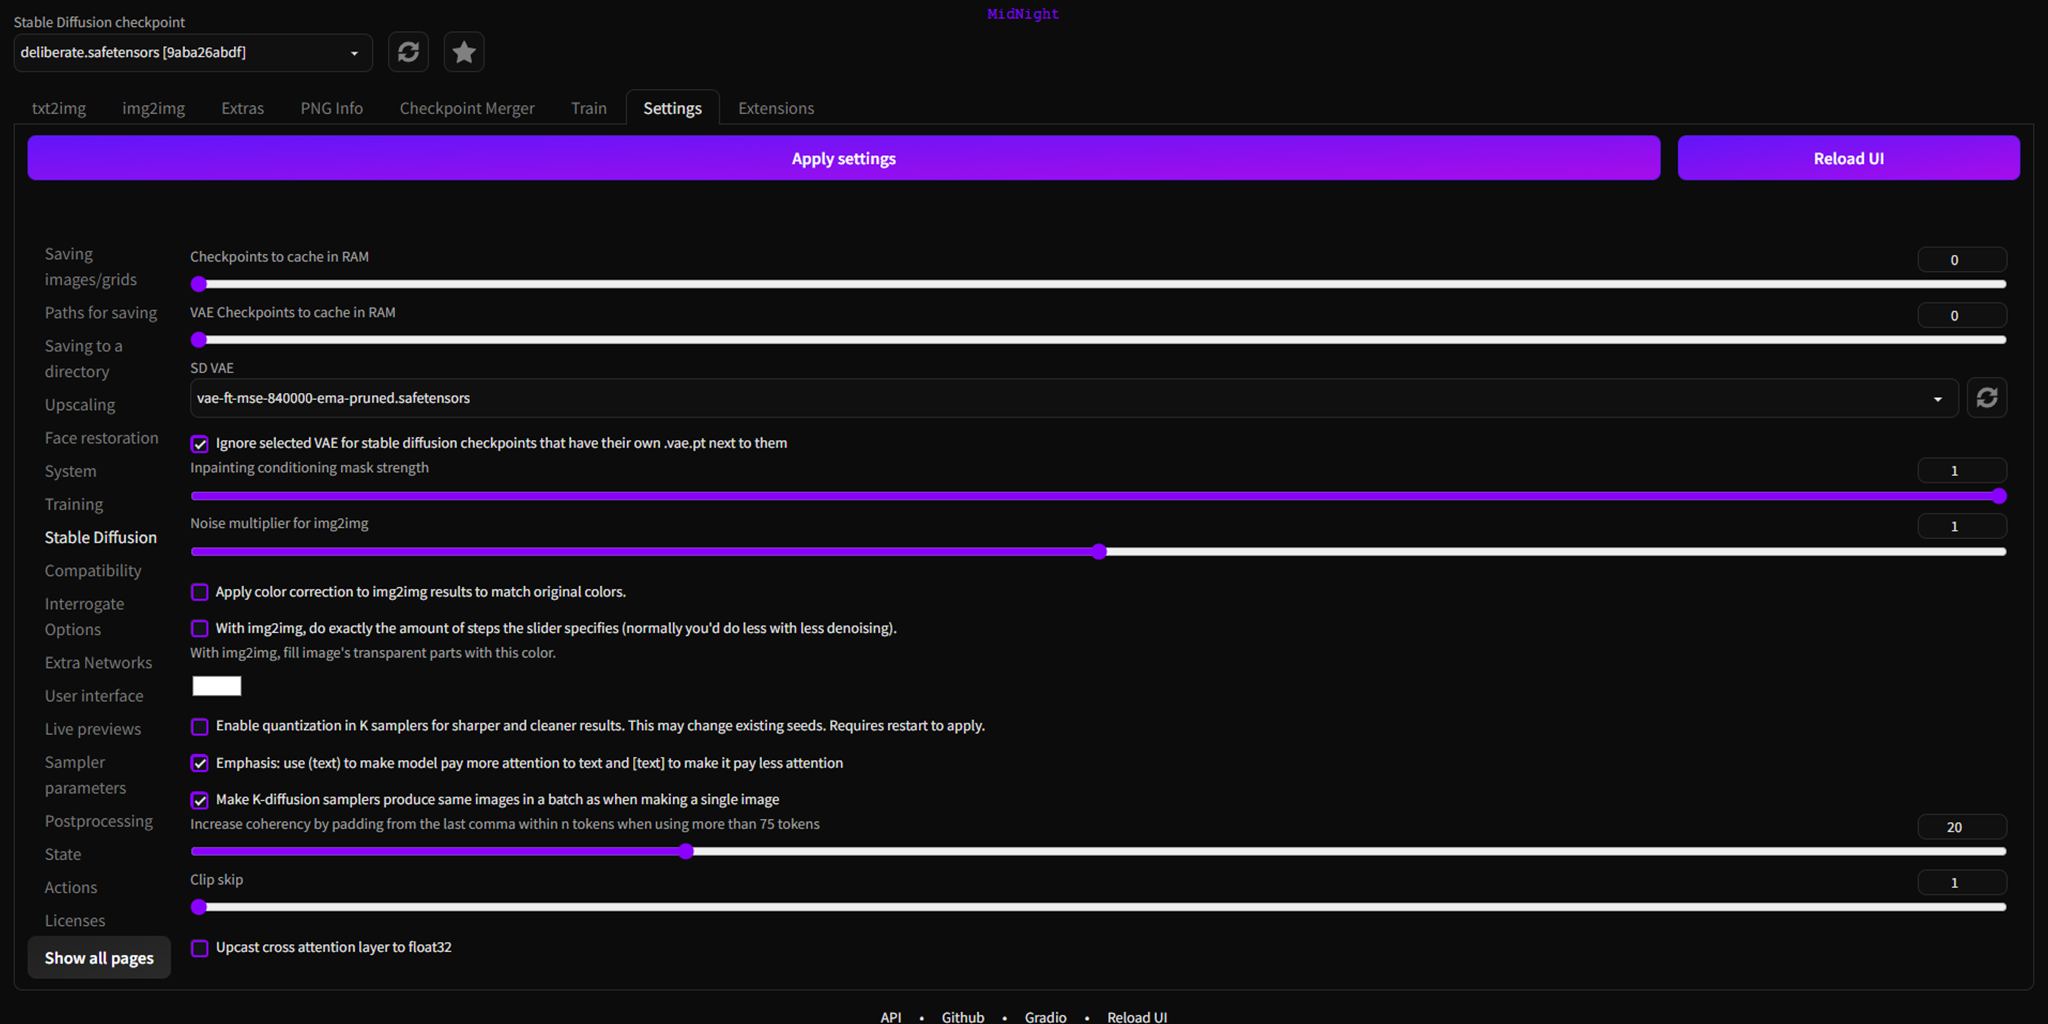 MidNight
Stable Diffusion checkpoint
deliberate.safetensors [9aba26abdf]
txt2img
img2img
Extras
PNG Info
Checkpoint Merger
Train
Settings
Extensions
Apply settings
Reload UI
Saving
images/grids
Paths for saving
Saving to a
directory
Upscaling
Face restoration
System
Training
Stable Diffusion
Compatibility
Interrogate
Options
Extra Networks
User interface
Live previews
Sampler
parameters
Postprocessing
State
Actions
Licenses
Show all pages
Checkpoints to cache in RAM
0
VAE Checkpoints to cache in RAM
0
SD VAE
vae-ft-mse-840000-ema-pruned.safetensors
Ignore selected VAE for stable diffusion checkpoints that have their own .vae.pt next to them
Inpainting conditioning mask strength
1
Noise multiplier for img2img
1
Apply color correction to img2img results to match original colors.
With img2img, do exactly the amount of steps the slider specifies (normally you'd do less with less denoising).
With img2img, fill image's transparent parts with this color.
Enable quantization in K samplers for sharper and cleaner results. This may change existing seeds. Requires restart to apply.
Emphasis: use (text) to make model pay more attention to text and [text] to make it pay less attention
Make K-diffusion samplers produce same images in a batch as when making a single image
Increase coherency by padding from the last comma within n tokens when using more than 75 tokens
20
Clip skip
1
Upcast cross attention layer to float32
API • Github • Gradio • Reload UI